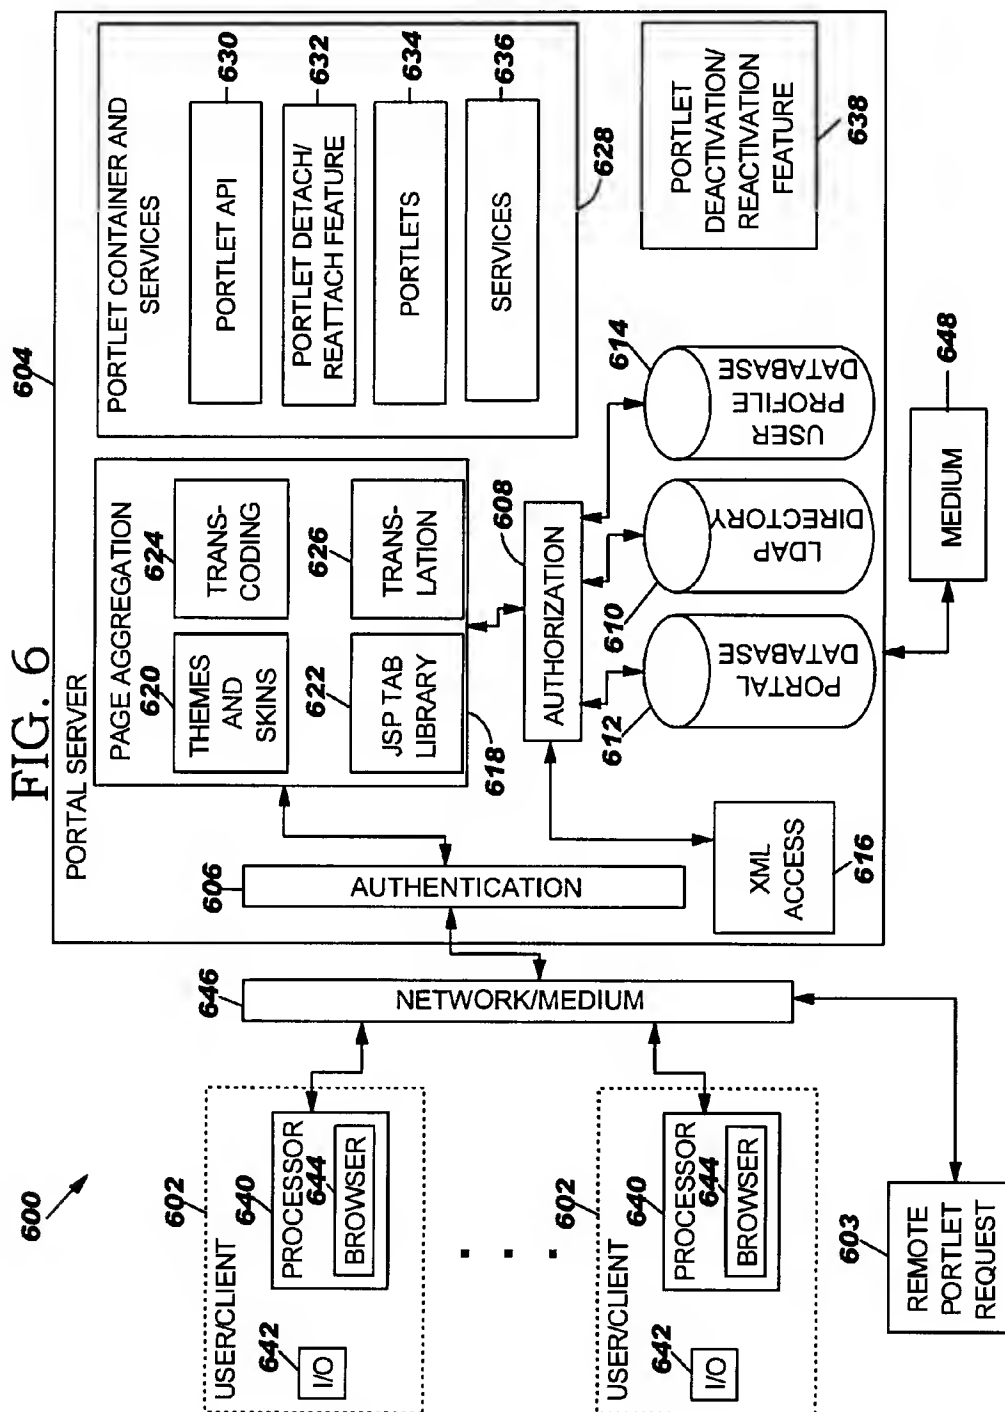 FIG. 6
600
604
PORTAL SERVER
602
USER/CLIENT
640
PROCESSOR
644
BROWSER
642
I/O
602
USER/CLIENT
640
PROCESSOR
644
BROWSER
642
I/O
603
REMOTE
PORTLET
REQUEST
646
NETWORK/MEDIUM
606
AUTHENTICATION
PAGE AGGREGATION
620
THEMES
AND
SKINS
624
TRANS-
CODING
622
JSP TAB
LIBRARY
626
TRANS-
LATION
618
608
AUTHORIZATION
616
XML
ACCESS
612
PORTAL
DATABASE
610
LDAP
DIRECTORY
614
USER
PROFILE
DATABASE
PORTLET CONTAINER AND
SERVICES
630
PORTLET API
632
PORTLET DETACH/
REATTACH FEATURE
634
PORTLETS
636
SERVICES
628
PORTLET
DEACTIVATION/
REACTIVATION
FEATURE
638
648
MEDIUM